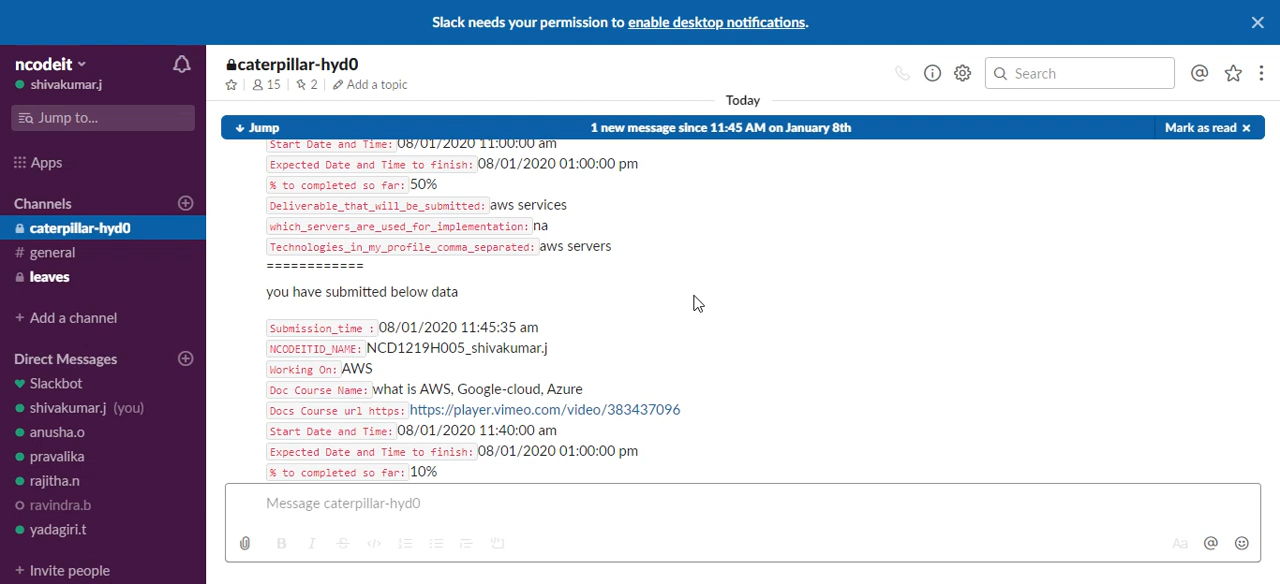 Slack needs your permission to enable desktop notifications.
ncodeit
shivakumar.j
Jump to...
Apps
Channels
caterpillar-hyd0
# general
leaves
+ Add a channel
Direct Messages
Slackbot
shivakumar.j (you)
anusha.o
pravalika
rajitha.n
ravindra.b
yadagiri.t
+ Invite people
caterpillar-hyd0
15 2 Add a topic
Search
Today
Jump 1 new message since 11:45 AM on January 8th Mark as read
Start Date and Time: 08/01/2020 11:00:00 am
Expected Date and Time to finish: 08/01/2020 01:00:00 pm
% to completed so far: 50%
Deliverable_that_will_be_submitted: aws services
which_servers_are_used_for_implementation: na
Technologies_in_my_profile_comma_separated: aws servers
============
you have submitted below data
Submission_time : 08/01/2020 11:45:35 am
NCODEITID_NAME: NCD1219H005_shivakumar.j
Working On: AWS
Doc Course Name: what is AWS, Google-cloud, Azure
Docs Course url https: https://player.vimeo.com/video/383437096
Start Date and Time: 08/01/2020 11:40:00 am
Expected Date and Time to finish: 08/01/2020 01:00:00 pm
% to completed so far: 10%
Message caterpillar-hyd0
B I S </> Aa @